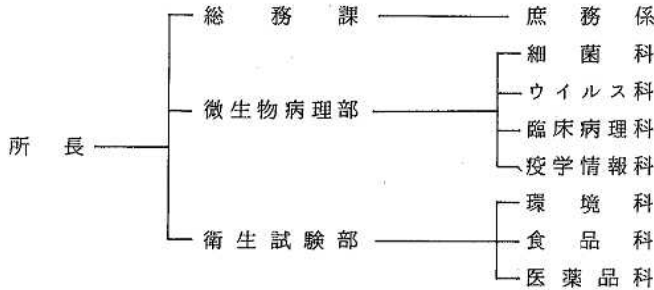 総務課 庶務係
細菌科
ウイルス科
微生物病理部
臨床病理科
所長
疫学情報科
環境科
衛生試験部 食品科
医薬品科